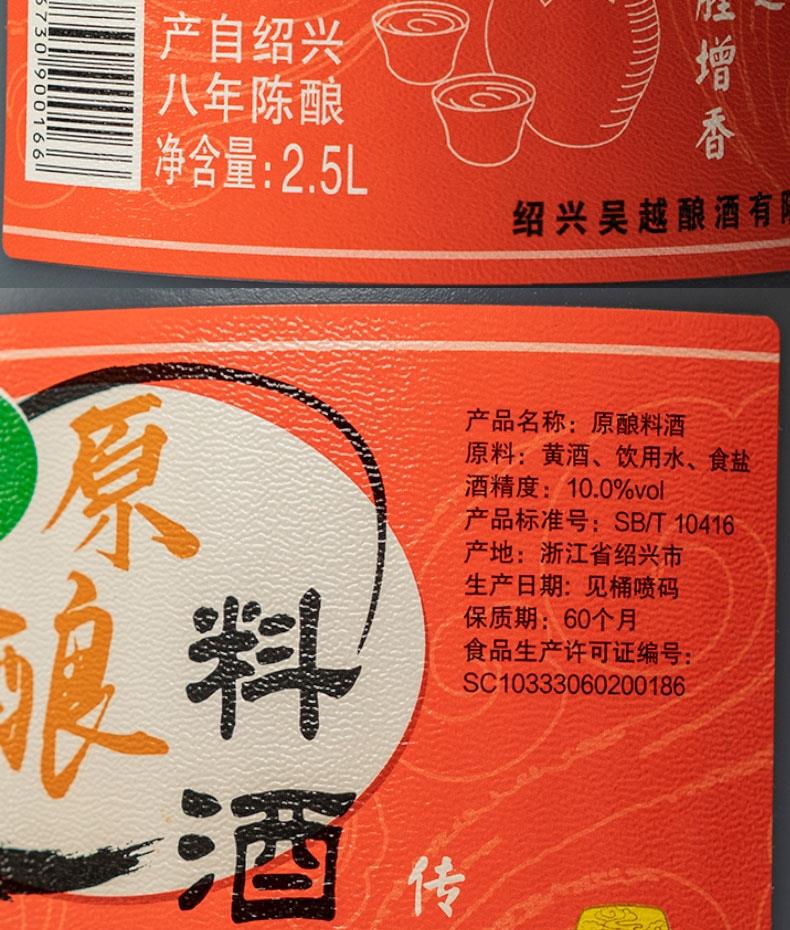 6730900166
产自绍兴
八年陈酿
净含量:2.5L
增香
绍兴吴越酿酒有
原酿
料酒
传
产品名称：原酿料酒
原料：黄酒、饮用水、食盐
酒精度：10.0%vol
产品标准号：SB/T 10416
产地：浙江省绍兴市
生产日期：见桶喷码
保质期：60个月
食品生产许可证编号：
SC10333060200186